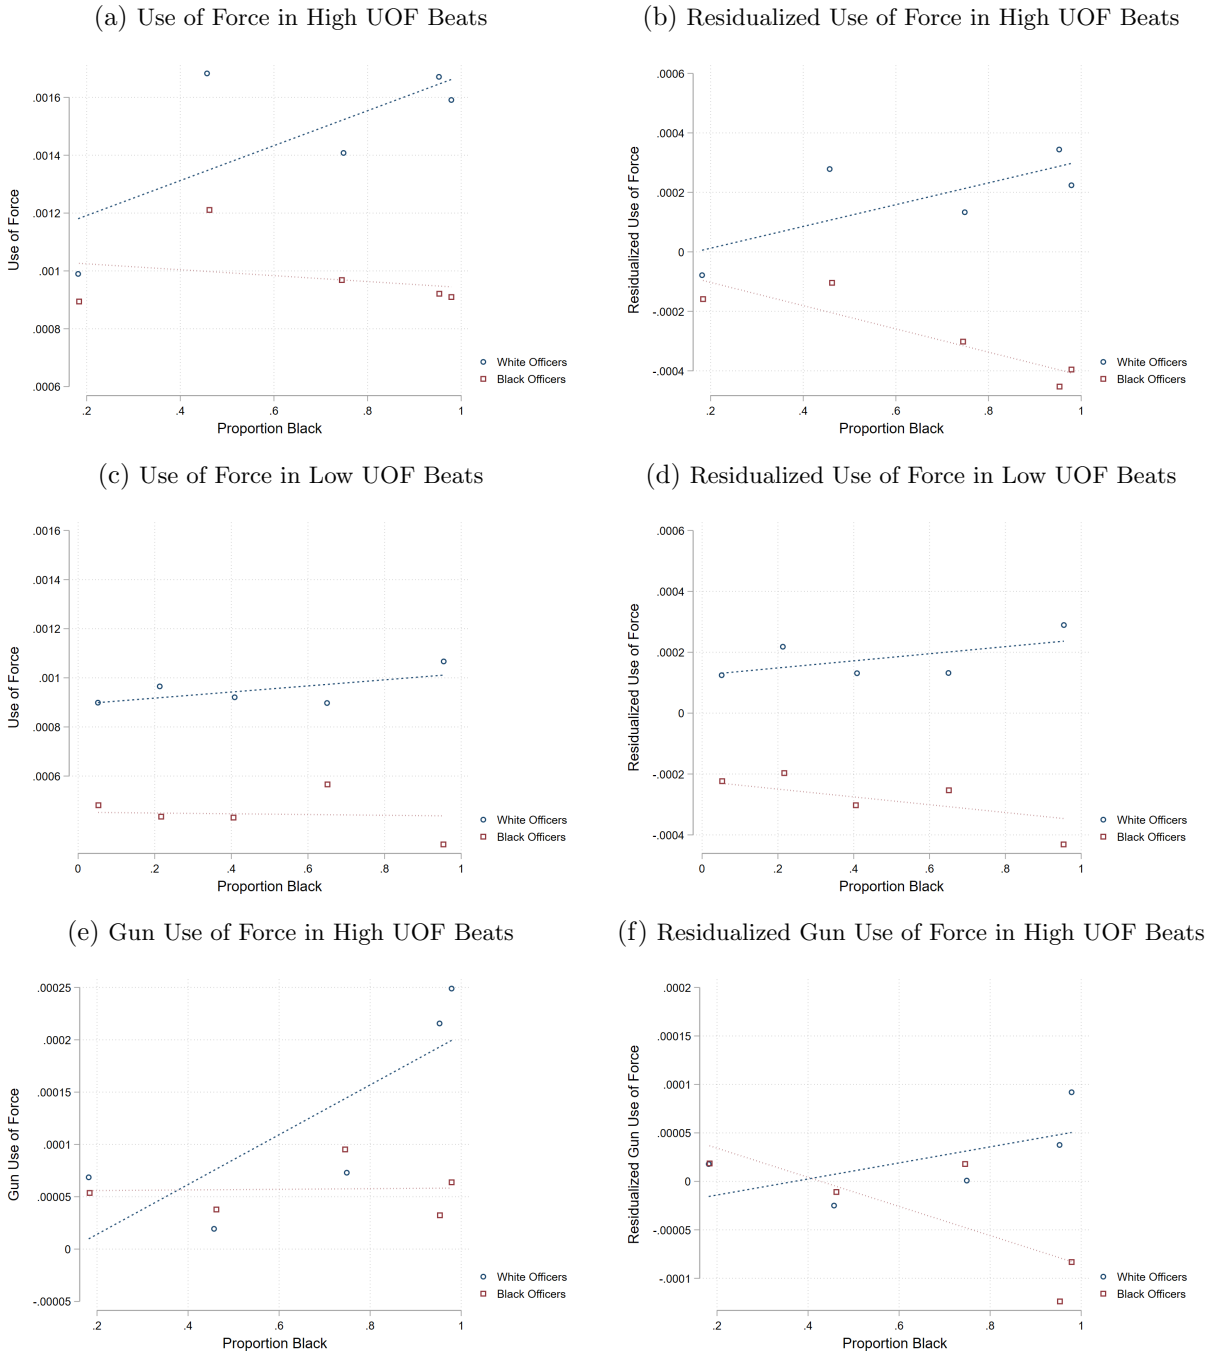 (a) Use of Force in High UOF Beats
Use of Force
.0016
.0014
.0012
.001
.0008
.0006
.2 .4 .6 .8 1
Proportion Black
White Officers
Black Officers
(b) Residualized Use of Force in High UOF Beats
Residualized Use of Force
.0006
.0004
.0002
0
-.0002
-.0004
.2 .4 .6 .8 1
Proportion Black
White Officers
Black Officers
(c) Use of Force in Low UOF Beats
Use of Force
.0016
.0014
.0012
.001
.0008
.0006
0 .2 .4 .6 .8 1
Proportion Black
White Officers
Black Officers
(d) Residualized Use of Force in Low UOF Beats
Residualized Use of Force
.0006
.0004
.0002
0
-.0002
-.0004
0 .2 .4 .6 .8 1
Proportion Black
White Officers
Black Officers
(e) Gun Use of Force in High UOF Beats
Gun Use of Force
.00025
.0002
.00015
.0001
.00005
0
-.00005
.2 .4 .6 .8 1
Proportion Black
White Officers
Black Officers
(f) Residualized Gun Use of Force in High UOF Beats
Residualized Gun Use of Force
.0002
.00015
.0001
.00005
0
-.00005
-.0001
.2 .4 .6 .8 1
Proportion Black
White Officers
Black Officers